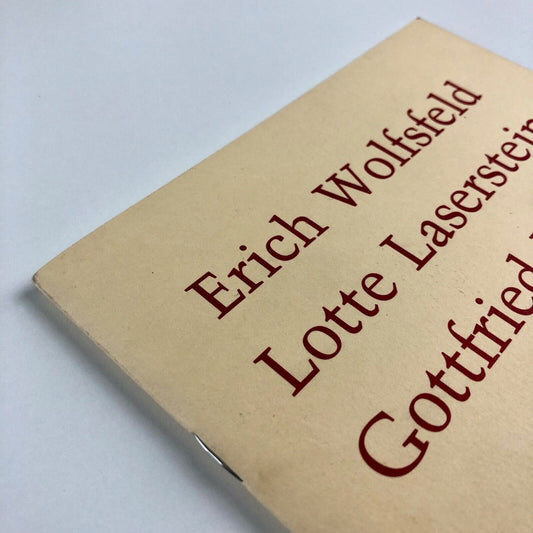 Erich Wolfsfeld
Lotte Laserstein
Gottfried